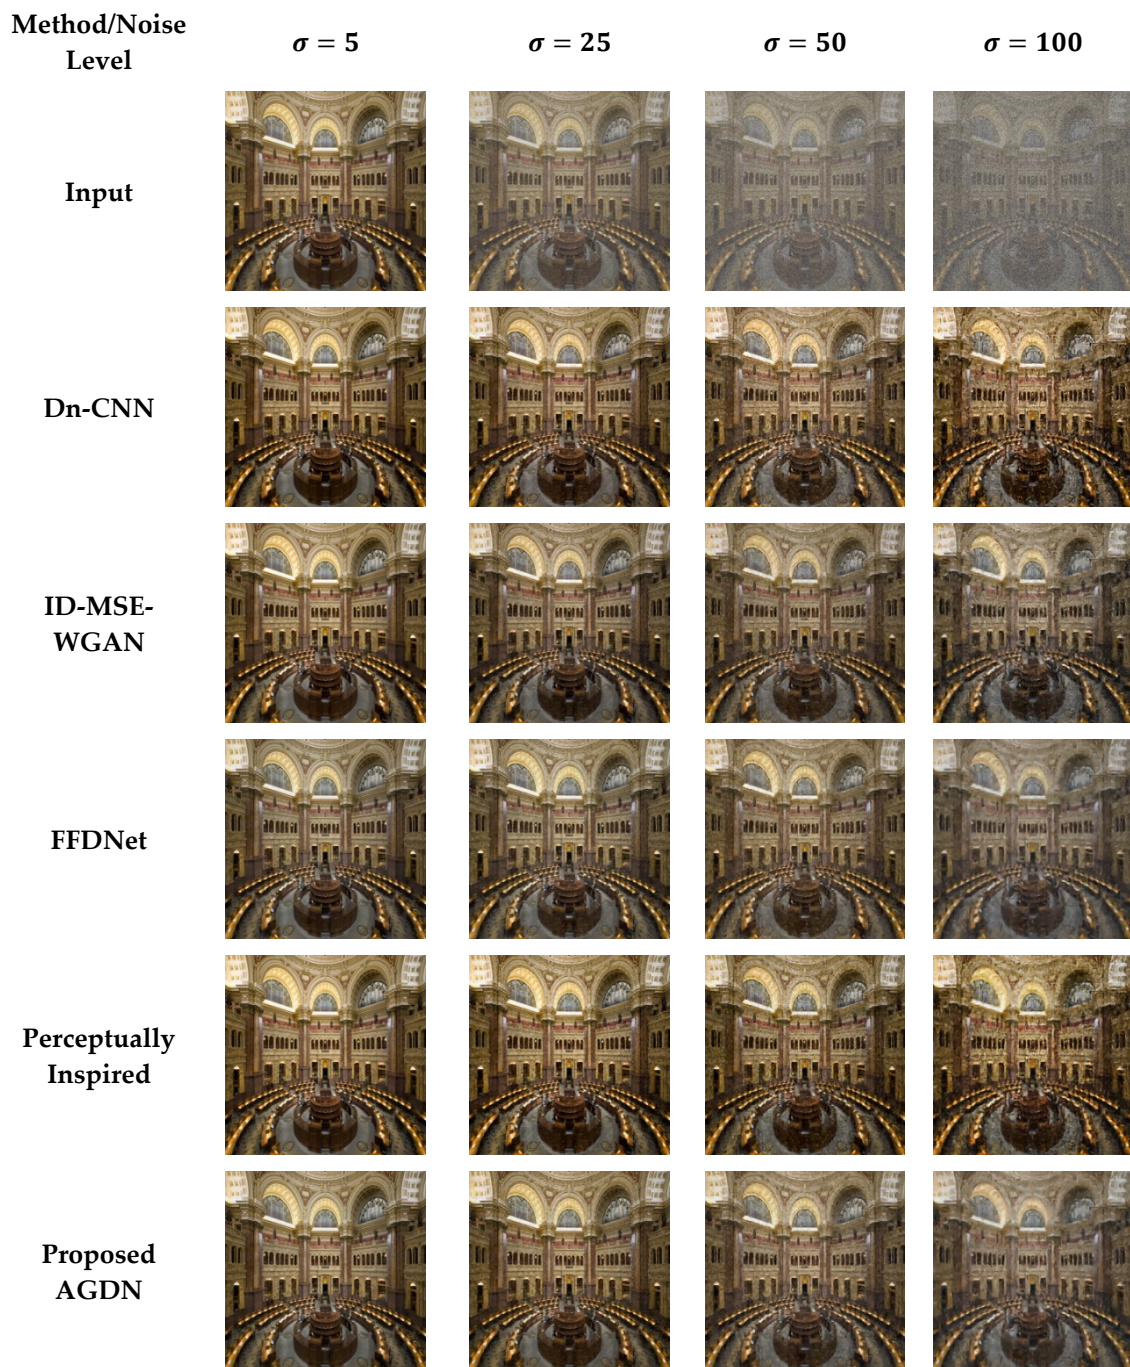 Method/Noise
Level
σ = 5
σ = 25
σ = 50
σ = 100
Input
Dn-CNN
ID-MSE-
WGAN
FFDNet
Perceptually
Inspired
Proposed
AGDN